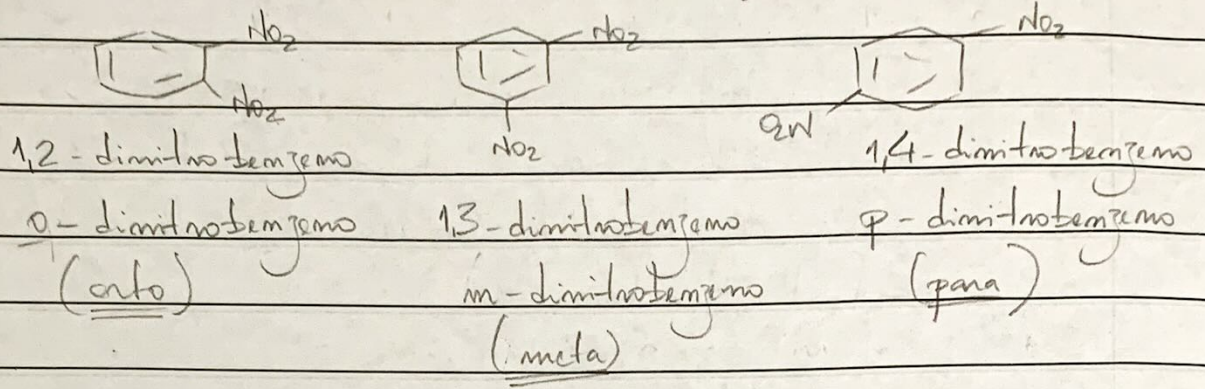 NO₂ NO₂ NO₂
NO₂ NO₂ O₂N
1,2-dinitrobenzeno 1,4-dinitrobenzeno
o-dinitrobenzeno 1,3-dinitrobenzeno p-dinitrobenzeno
(orto) m-dinitrobenzeno (para)
(meta)